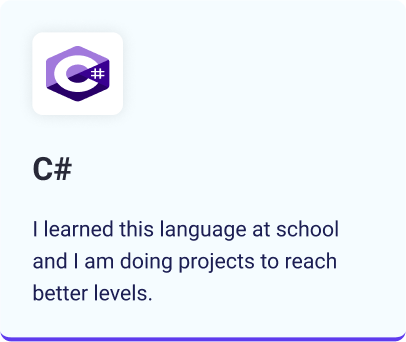 C#
C#
I learned this language at school
and I am doing projects to reach
better levels.